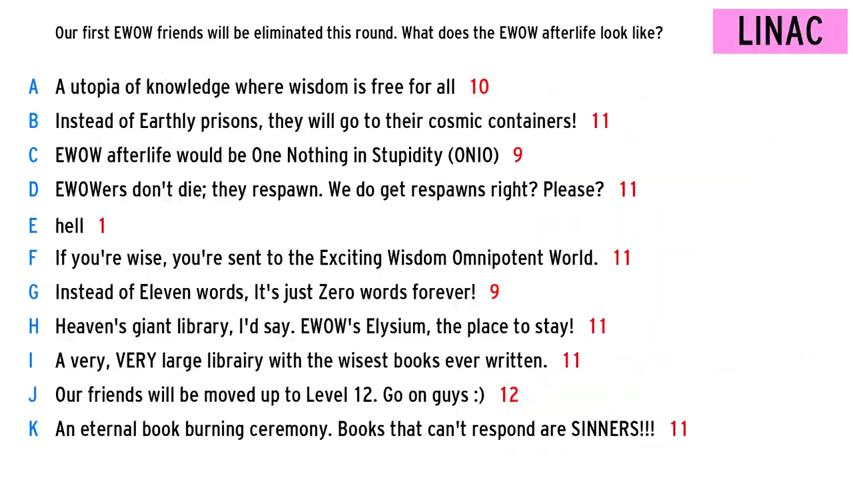 Our first EWOW friends will be eliminated this round. What does the EWOW afterlife look like?
LINAC
A A utopia of knowledge where wisdom is free for all 10
B Instead of Earthly prisons, they will go to their cosmic containers! 11
C EWOW afterlife would be One Nothing in Stupidity (ONIO) 9
D EWOWers don't die; they respawn. We do get respawns right? Please? 11
E hell 1
F If you're wise, you're sent to the Exciting Wisdom Omnipotent World. 11
G Instead of Eleven words, It's just Zero words forever! 9
H Heaven's giant library, I'd say. EWOW's Elysium, the place to stay! 11
I A very, VERY large librairy with the wisest books ever written. 11
J Our friends will be moved up to Level 12. Go on guys :) 12
K An eternal book burning ceremony. Books that can't respond are SINNERS!!! 11